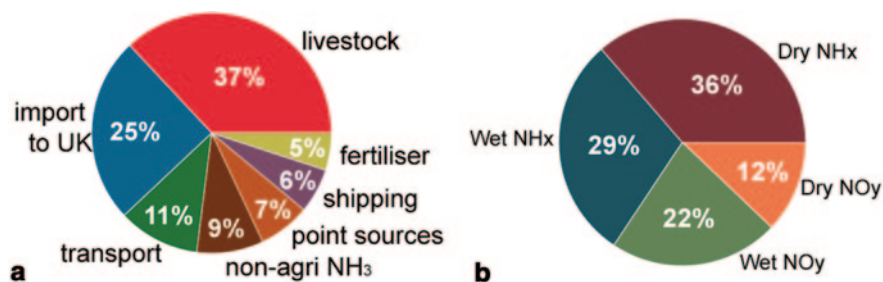 livestock
37%
import
to UK
25%
5%
fertiliser
6%
shipping
7%
point sources
9%
non-agri NH₃
11%
transport
a
Dry NHx
36%
Wet NHx
29%
12%
Dry NOy
22%
Wet NOy
b